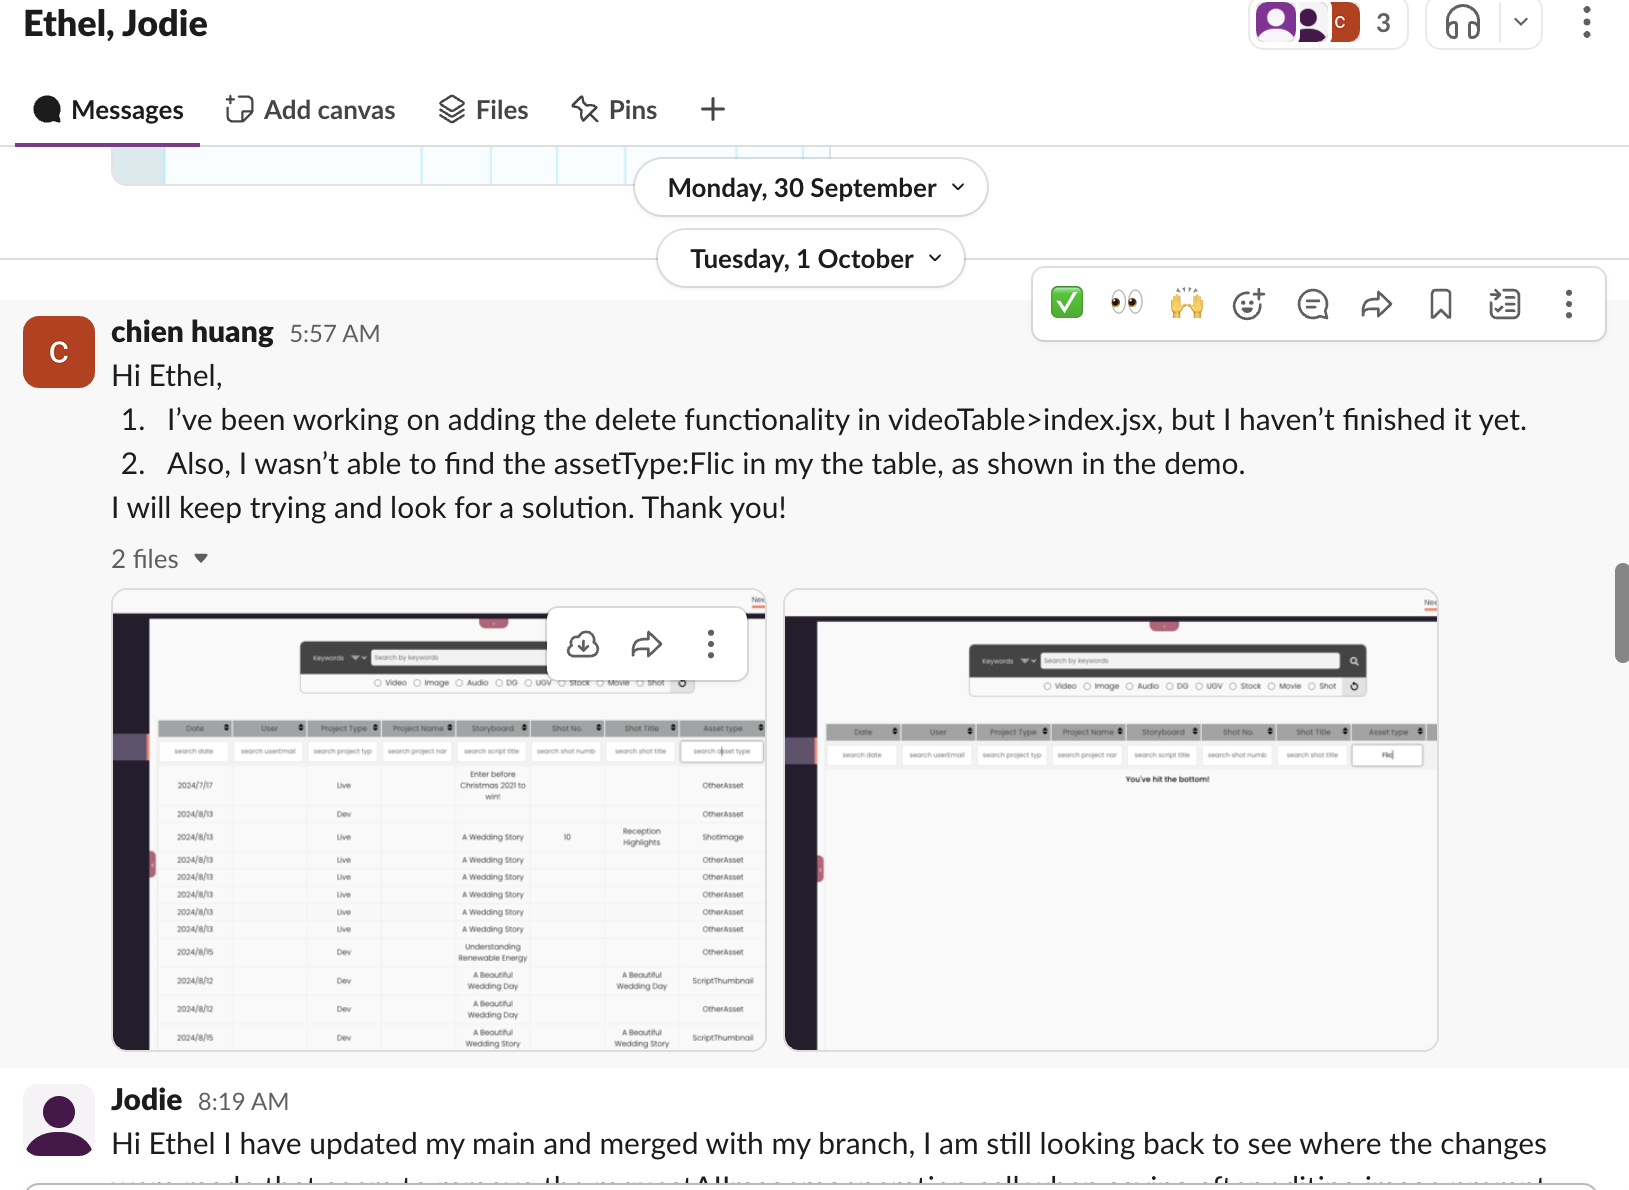 Ethel, Jodie
C
3
Messages
Add canvas
Files
Pins
Monday, 30 September
Tuesday, 1 October
C
chien huang 5:57 AM
Hi Ethel,
1. I’ve been working on adding the delete functionality in videoTable>index.jsx, but I haven’t finished it yet.
2. Also, I wasn’t able to find the assetType:Flic in my the table, as shown in the demo.
I will keep trying and look for a solution. Thank you!
2 files
Keywords Search by keywords
Video Image Audio DG UGV Stock Movie Shot
Date User Project Type Project Name Storyboard Shot No. Shot Title Asset type
search date search userEmail search project typ search project nar search script title search shot numb search shot title search asset type
2024/7/17 Live Enter before Christmas 2021 to win! OtherAsset
2024/8/13 Dev OtherAsset
2024/8/13 Live A Wedding Story 10 Reception Highlights ShotImage
2024/8/13 Live A Wedding Story OtherAsset
2024/8/13 Live A Wedding Story OtherAsset
2024/8/13 Live A Wedding Story OtherAsset
2024/8/13 Live A Wedding Story OtherAsset
2024/8/13 Live A Wedding Story OtherAsset
2024/8/15 Dev Understanding Renewable Energy OtherAsset
2024/8/12 Dev A Beautiful Wedding Day A Beautiful Wedding Day ScriptThumbnail
2024/8/12 Dev A Beautiful Wedding Day OtherAsset
2024/8/15 Dev A Beautiful Wedding Story A Beautiful Wedding Story ScriptThumbnail
Keywords Search by keywords
Video Image Audio DG UGV Stock Movie Shot
Date User Project Type Project Name Storyboard Shot No. Shot Title Asset type
search date search userEmail search project typ search project nar search script title search shot numb search shot title Flic
You've hit the bottom!
Jodie 8:19 AM
Hi Ethel I have updated my main and merged with my branch, I am still looking back to see where the changes